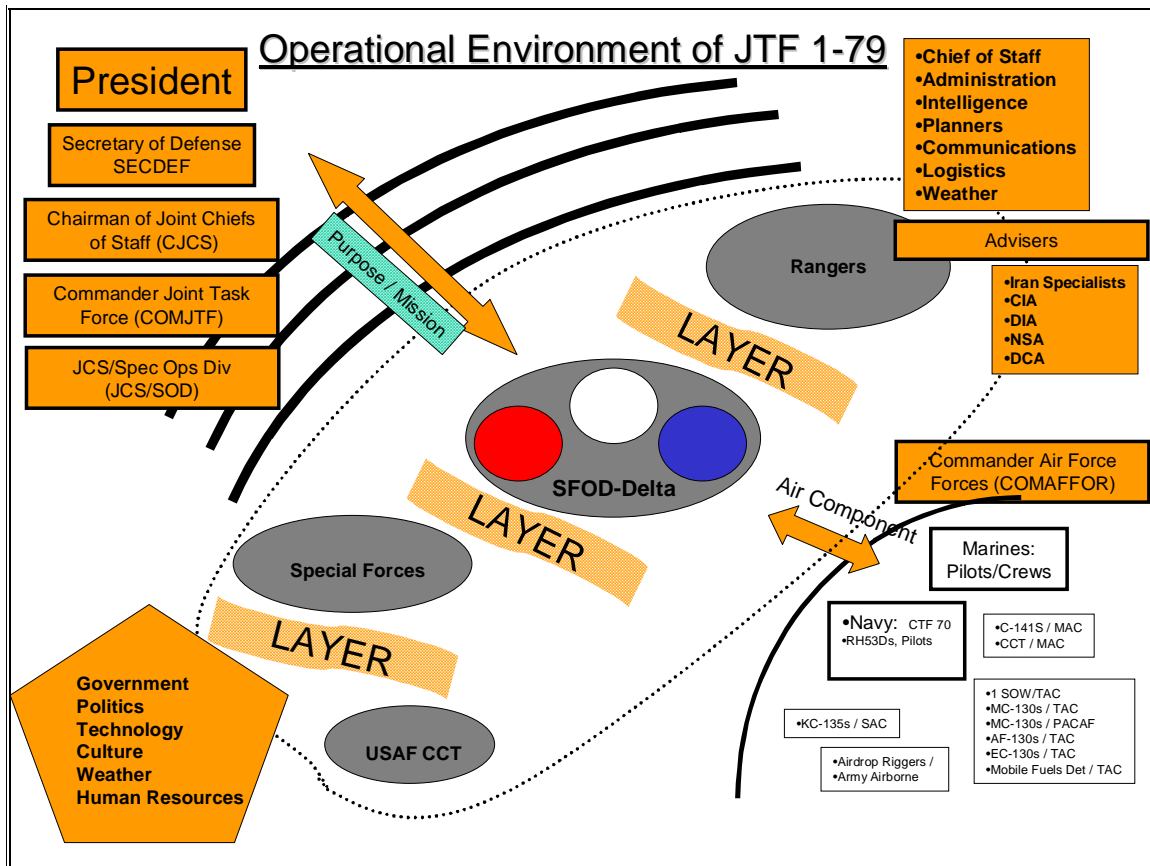 Operational Environment of JTF 1-79
President
Secretary of Defense
SECDEF
Chairman of Joint Chiefs
of Staff (CJCS)
Commander Joint Task
Force (COMJTF)
JCS/Spec Ops Div
(JCS/SOD)
Purpose / Mission
•Chief of Staff
•Administration
•Intelligence
•Planners
•Communications
•Logistics
•Weather
Advisers
•Iran Specialists
•CIA
•DIA
•NSA
•DCA
Rangers
LAYER
SFOD-Delta
LAYER
Special Forces
LAYER
USAF CCT
Government
Politics
Technology
Culture
Weather
Human Resources
Commander Air Force
Forces (COMAFFOR)
Air Component
Marines:
Pilots/Crews
•Navy: CTF 70
•RH53Ds, Pilots
•C-141S / MAC
•CCT / MAC
•1 SOW/TAC
•MC-130s / TAC
•MC-130s / PACAF
•AF-130s / TAC
•EC-130s / TAC
•Mobile Fuels Det / TAC
•KC-135s / SAC
•Airdrop Riggers /
•Army Airborne